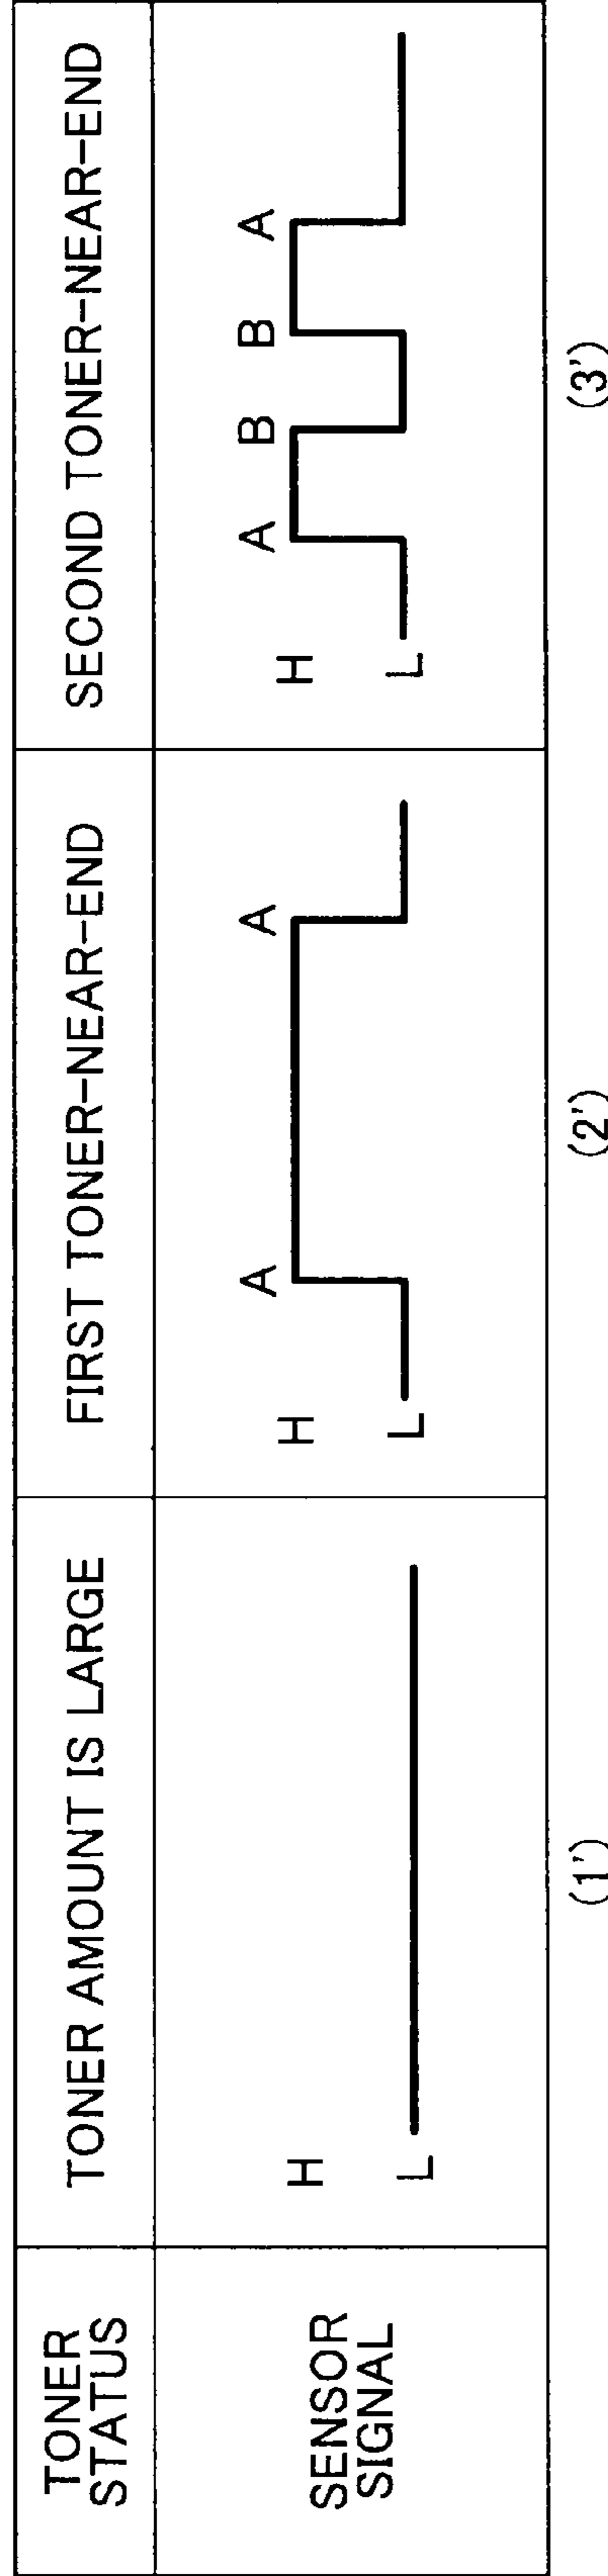 TONER
STATUS
TONER AMOUNT IS LARGE
FIRST TONER-NEAR-END
SECOND TONER-NEAR-END
SENSOR
SIGNAL
H
L
H
L
A
A
H
L
A
B
B
A
(1')
(2')
(3')